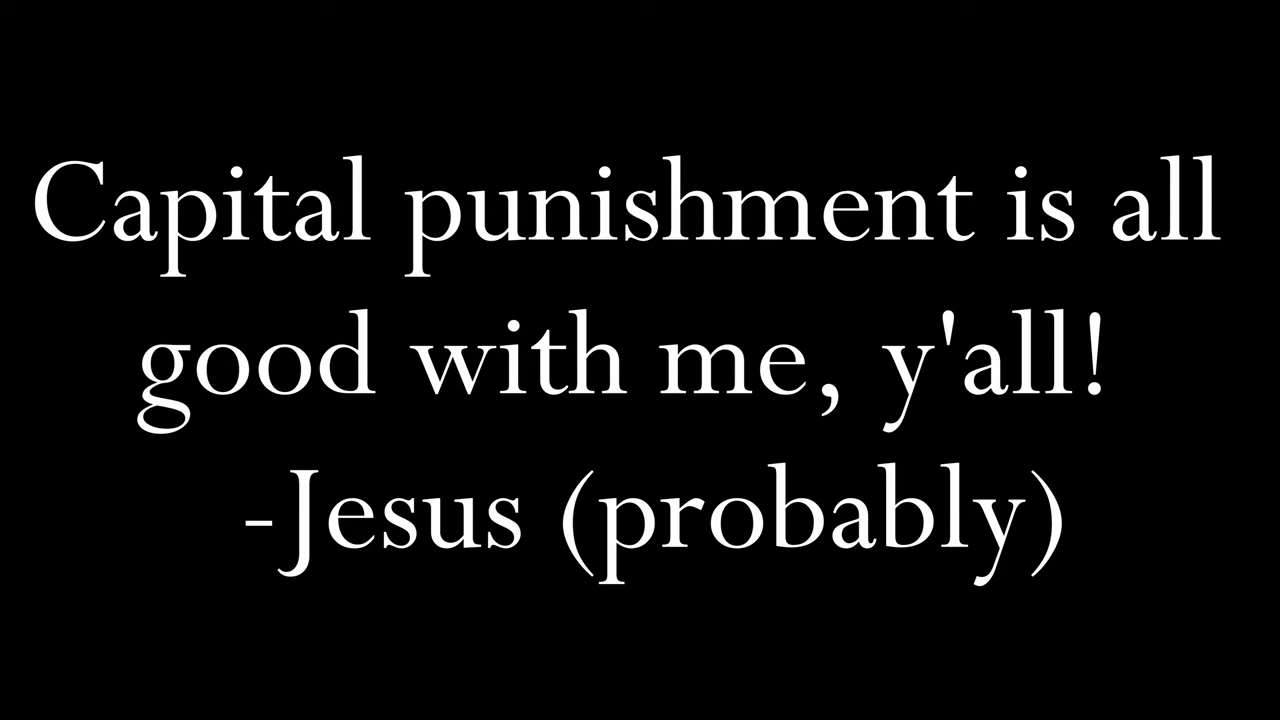 Capital punishment is all
good with me, y'all!
-Jesus (probably)